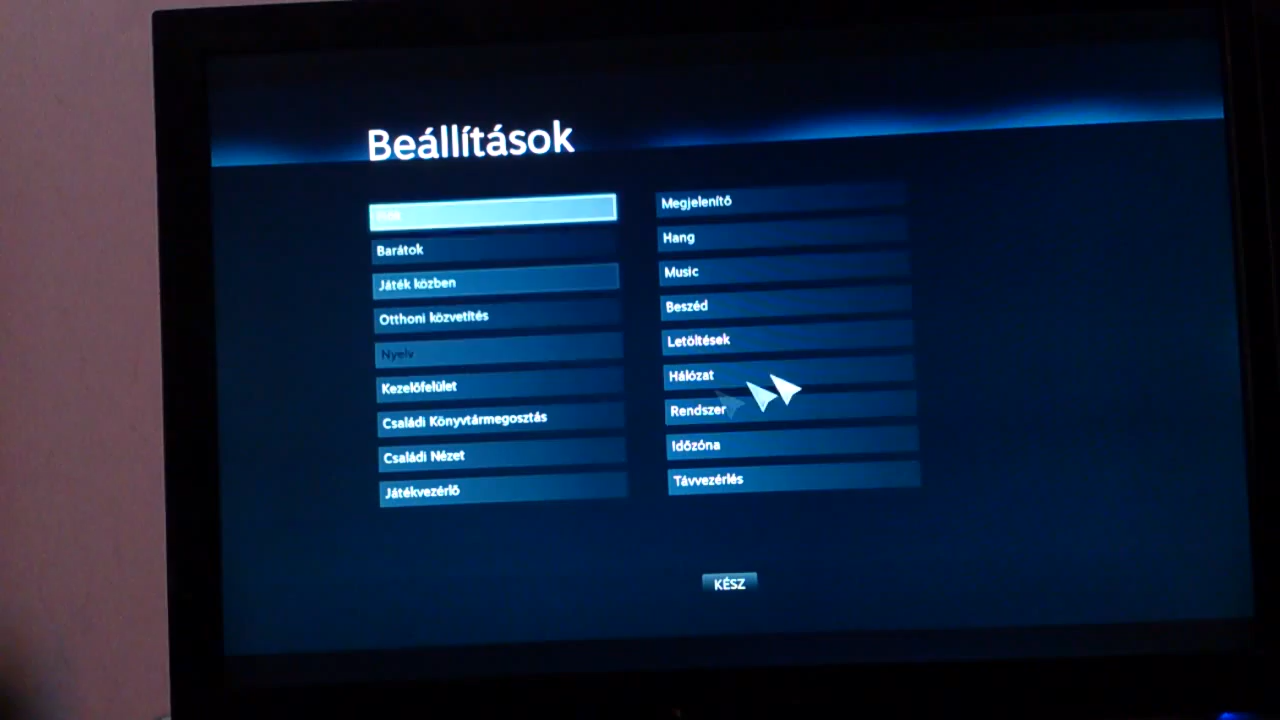 Beállítások
Barátok
Játék közben
Otthoni közvetítés
Nyelv
Kezelőfelület
Családi Könyvtármegosztás
Családi Nézet
Játékvezérlő
Megjelenítő
Hang
Music
Beszéd
Letöltések
Hálózat
Rendszer
Időzóna
Távvezérlés
KÉSZ